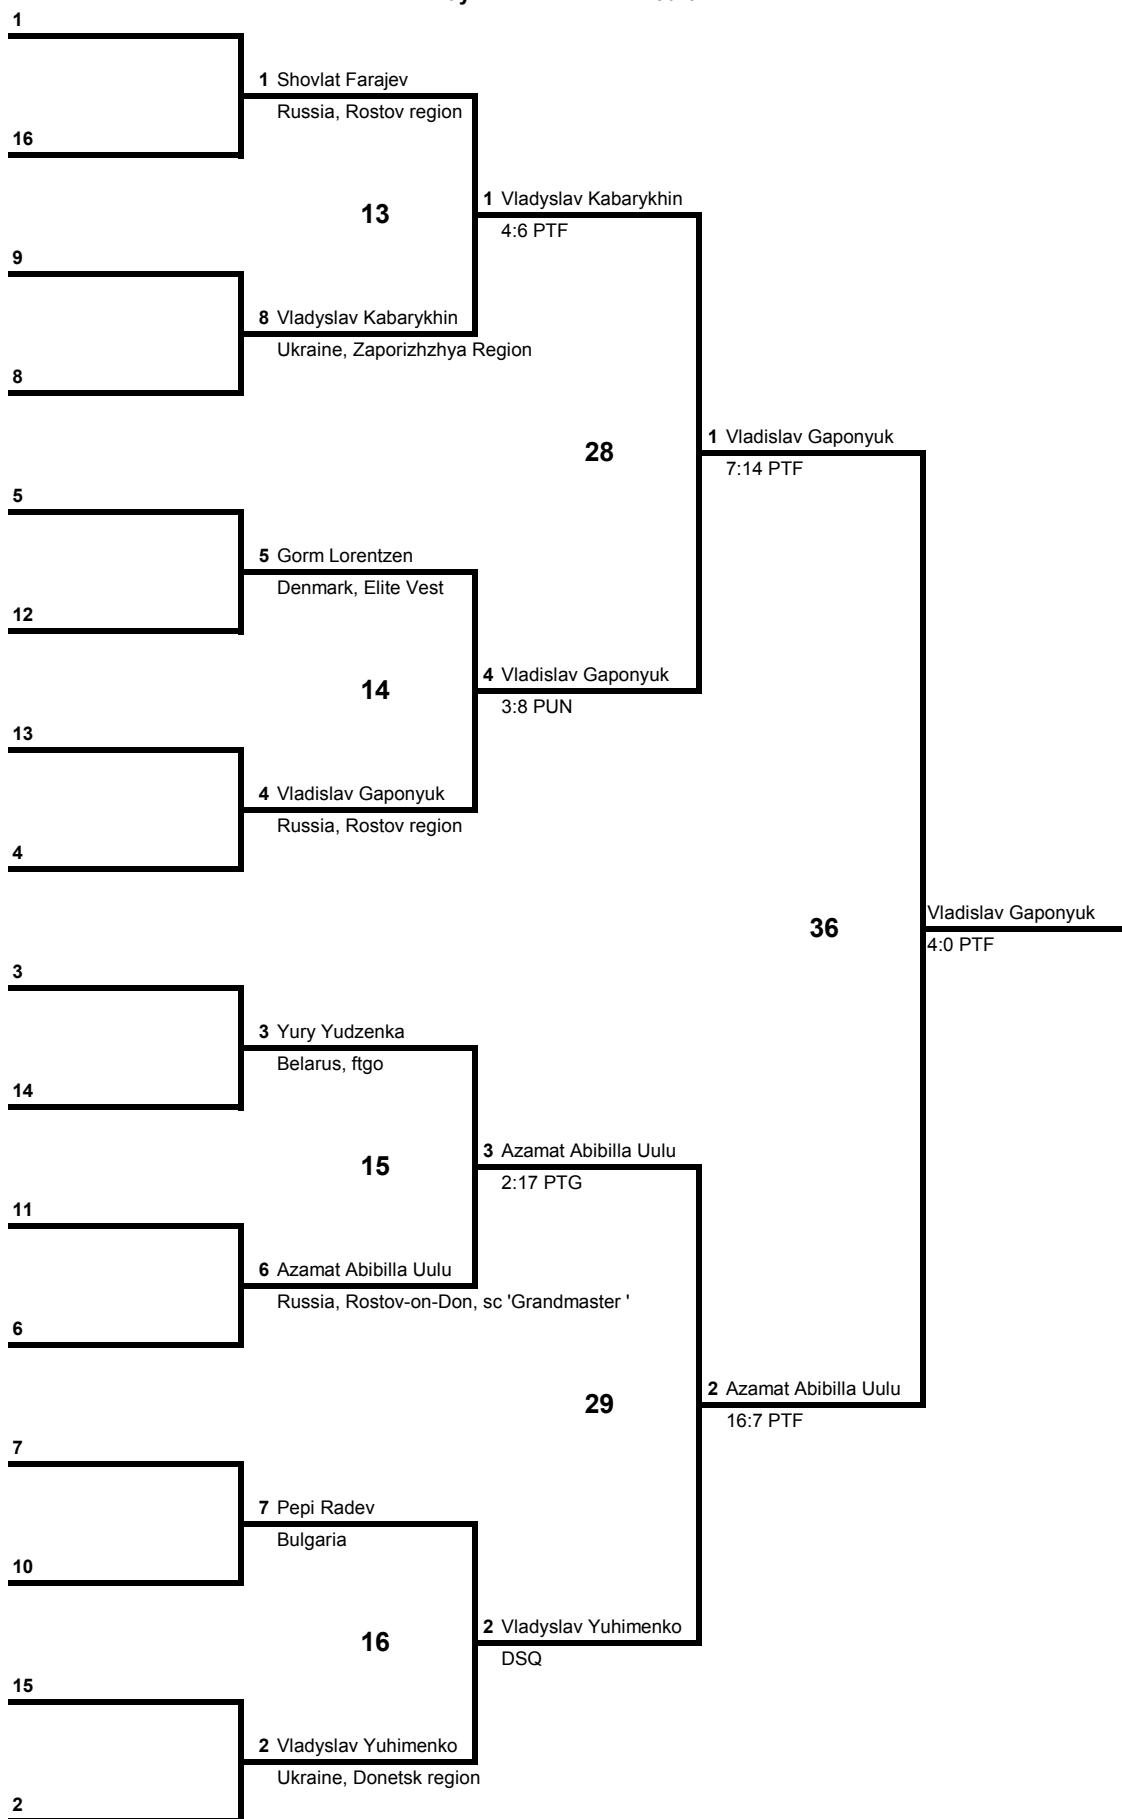 1
1 Shovlat Farajev
Russia, Rostov region
16
1 Vladyslav Kabarykhin
13
4:6 PTF
9
8 Vladyslav Kabarykhin
Ukraine, Zaporizhzhya Region
8
1 Vladislav Gaponyuk
28
7:14 PTF
5
5 Gorm Lorentzen
Denmark, Elite Vest
12
4 Vladislav Gaponyuk
14
3:8 PUN
13
4 Vladislav Gaponyuk
Russia, Rostov region
4
Vladislav Gaponyuk
36
4:0 PTF
3
3 Yury Yudzenka
Belarus, ftgo
14
3 Azamat Abibilla Uulu
15
2:17 PTG
11
6 Azamat Abibilla Uulu
Russia, Rostov-on-Don, sc 'Grandmaster '
6
2 Azamat Abibilla Uulu
29
16:7 PTF
7
7 Pepi Radev
Bulgaria
10
2 Vladyslav Yuhimenko
16
DSQ
15
2 Vladyslav Yuhimenko
Ukraine, Donetsk region
2